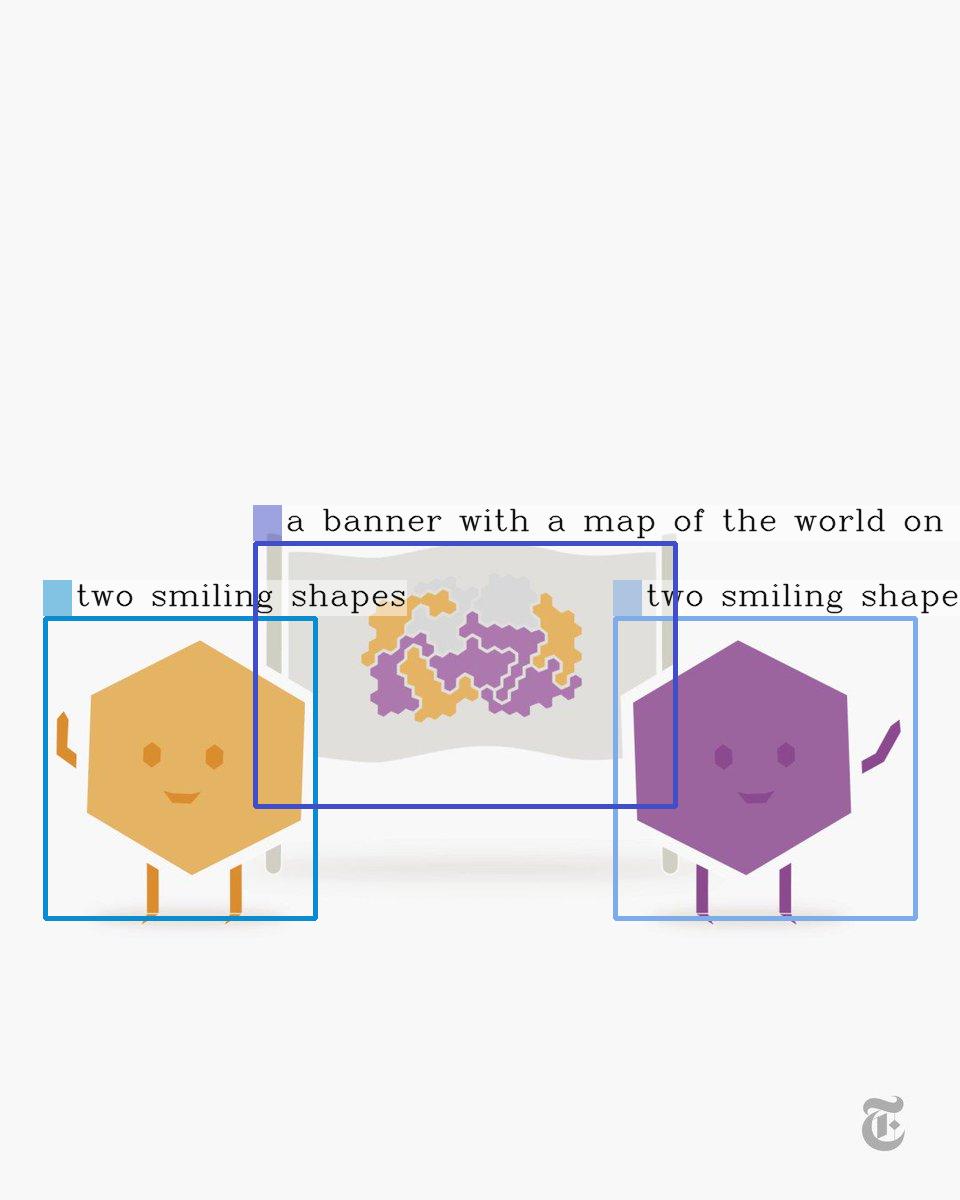 a banner with a map of the world on
two smiling shapes
two smiling shape
T